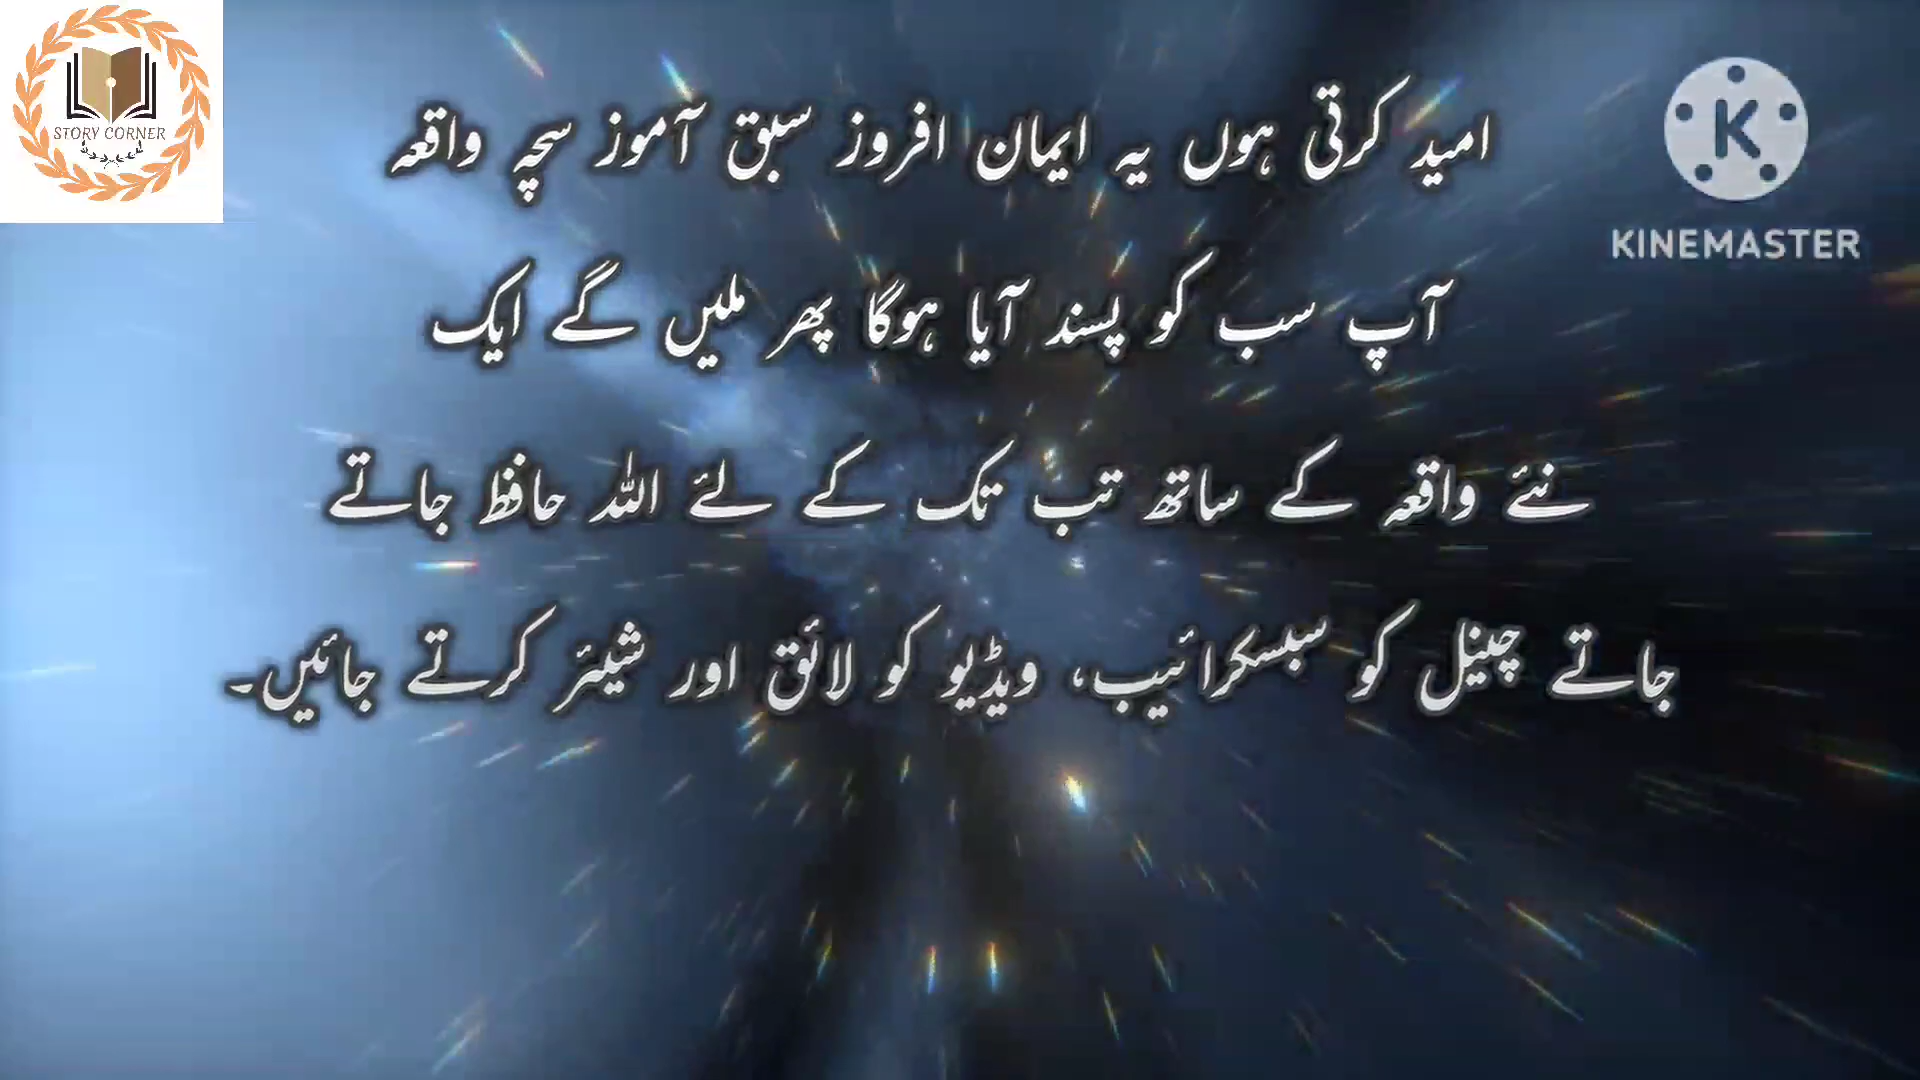 STORY CORNER
KINEMASTER
امید کرتی ہوں یہ ایمان افروز سبق آموز سچہ واقعہ
آپ سب کو پسند آیا ہوگا پھر ملیں گے ایک
نئے واقعہ کے ساتھ تب تک کے لئے اللہ حافظ جاتے
جاتے چینل کو سبسکرائیب، ویڈیو کو لائق اور شیئر کرتے جائیں۔